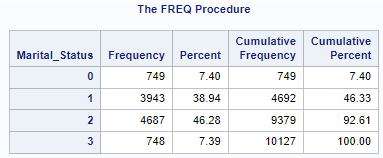 The FREQ Procedure
Marital_Status Frequency Percent Cumulative Frequency Cumulative Percent
0 749 7.40 749 7.40
1 3943 38.94 4692 46.33
2 4687 46.28 9379 92.61
3 748 7.39 10127 100.00